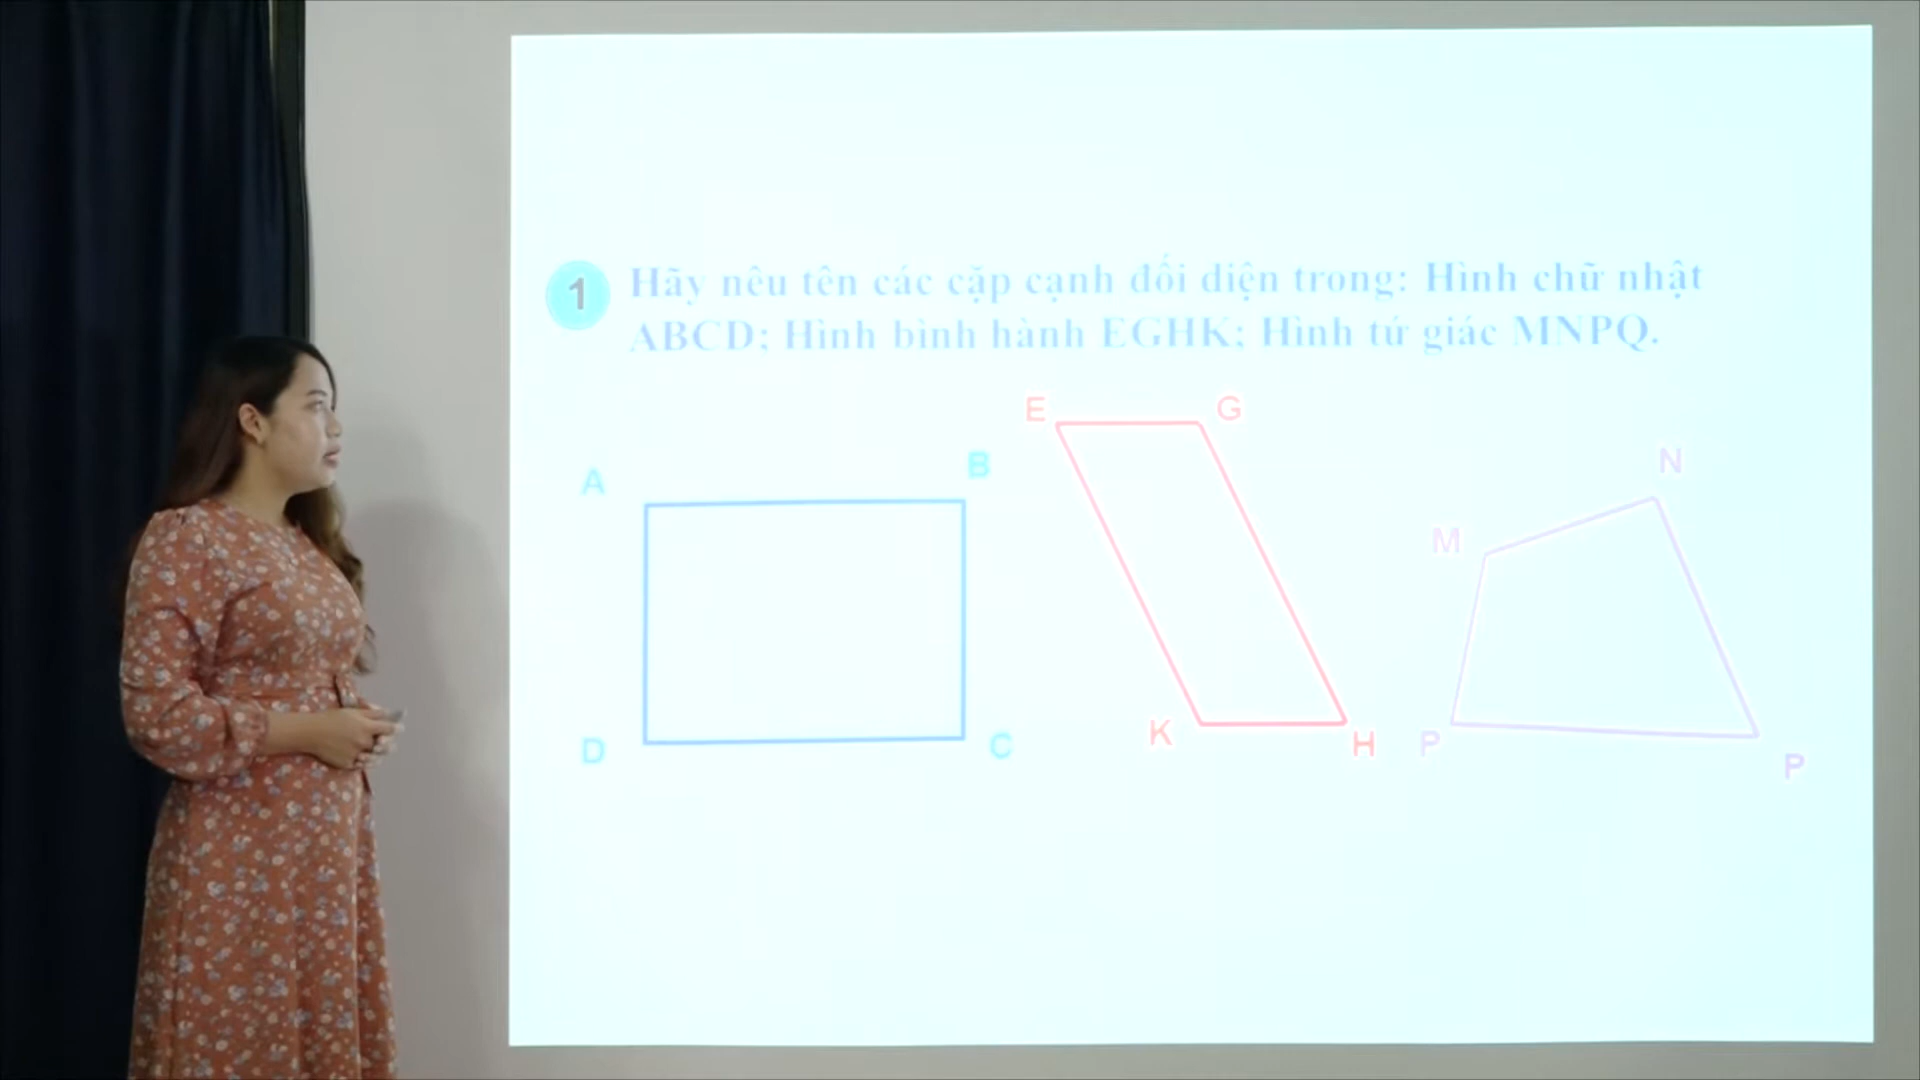 1 Hãy nêu tên các cặp cạnh đối diện trong: Hình chữ nhật
ABCD; Hình bình hành EGHK; Hình tứ giác MNPQ.
E G
A B N
M
K H P
D C P